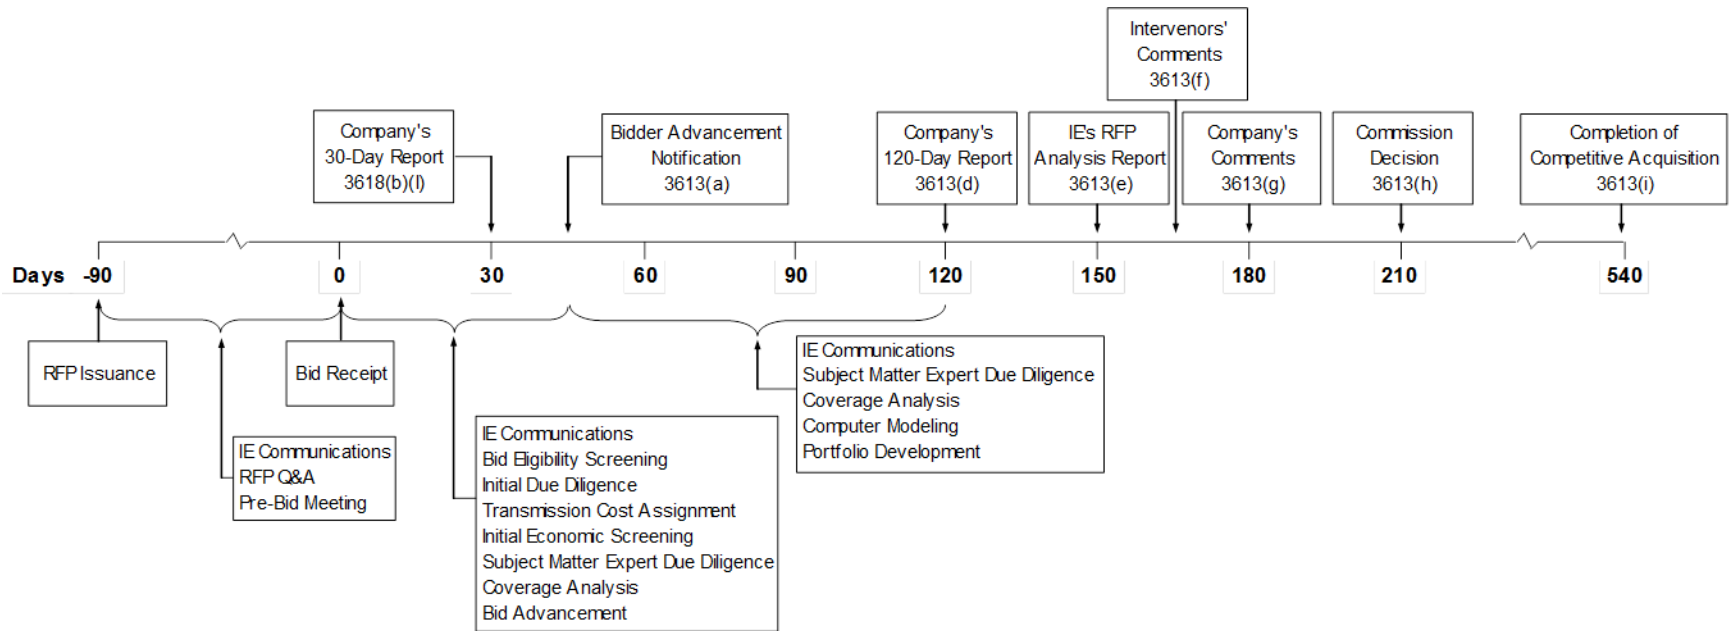 Intervenors'
Comments
3613(f)
Company's
30-Day Report
3618(b)(I)
Bidder Advancement
Notification
3613(a)
Company's
120-Day Report
3613(d)
IE's RFP
Analysis Report
3613(e)
Company's
Comments
3613(g)
Commission
Decision
3613(h)
Completion of
Competitive Acquisition
3613(i)
Days -90 0 30 60 90 120 150 180 210 540
RFP Issuance
Bid Receipt
IE Communications
RFP Q&A
Pre-Bid Meeting
IE Communications
Bid Eligibility Screening
Initial Due Diligence
Transmission Cost Assignment
Initial Economic Screening
Subject Matter Expert Due Diligence
Coverage Analysis
Bid Advancement
IE Communications
Subject Matter Expert Due Diligence
Coverage Analysis
Computer Modeling
Portfolio Development